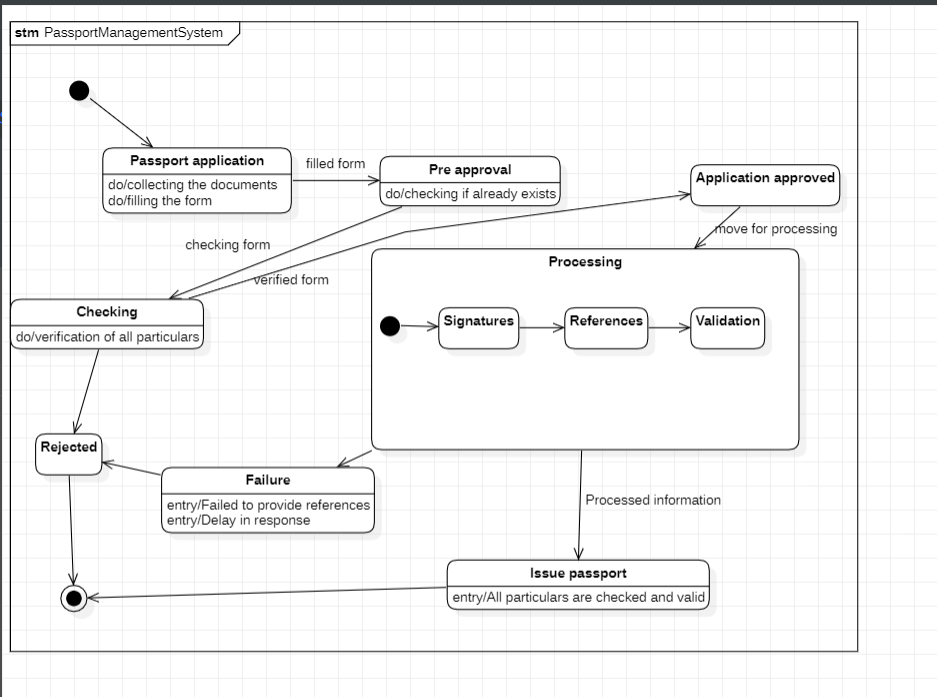 stm PassportManagementSystem
Passport application
do/collecting the documents
do/filling the form
filled form
Pre approval
do/checking if already exists
Application approved
move for processing
checking form
verified form
Processing
Signatures
References
Validation
Checking
do/verification of all particulars
Rejected
Failure
entry/Failed to provide references
entry/Delay in response
Processed information
Issue passport
entry/All particulars are checked and valid